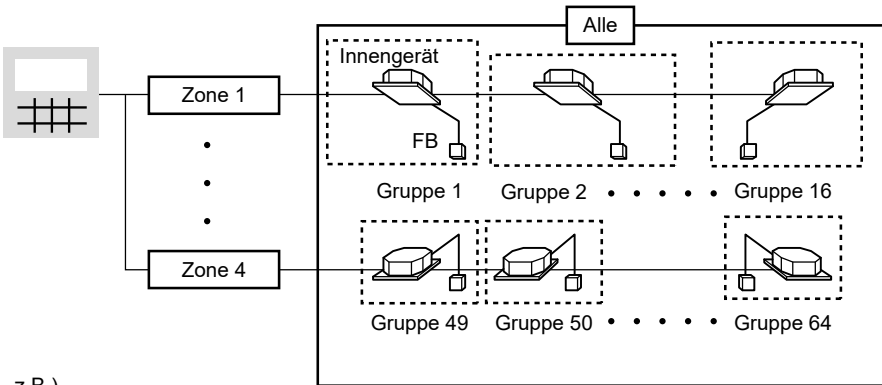 Alle
Innengerät
Zone 1
FB
Gruppe 1 Gruppe 2 • • • • • Gruppe 16
Zone 4
Gruppe 49 Gruppe 50 • • • • • Gruppe 64
z.B.)